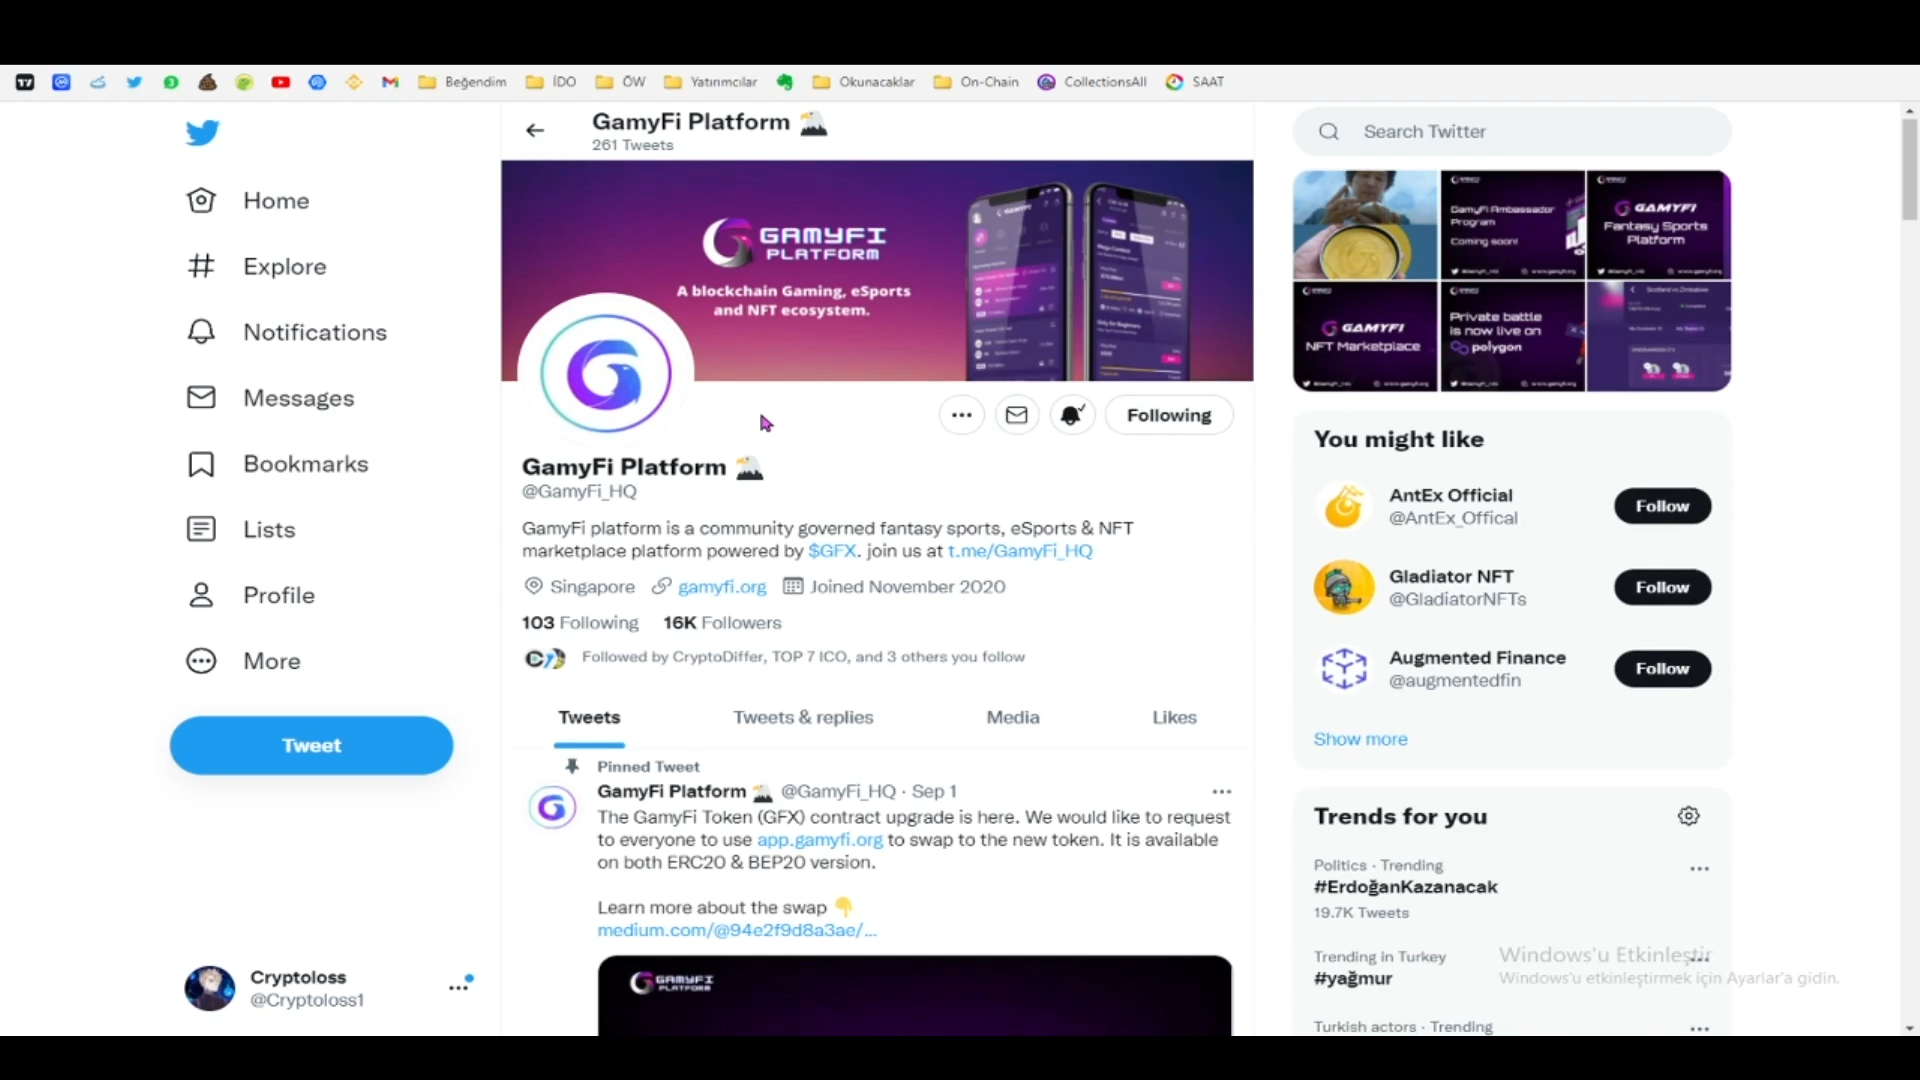 Beğendim
İDO
ÖW
Yatırımcılar
Okunacaklar
On-Chain
CollectionsAll
SAAT
GamyFi Platform
261 Tweets
Home
Explore
Notifications
Messages
Bookmarks
Lists
Profile
More
Tweet
Cryptoloss
@Cryptoloss1
GAMYFI
PLATFORM
A blockchain Gaming, eSports
and NFT ecosystem.
Following
GamyFi Platform
@GamyFi_HQ
GamyFi platform is a community governed fantasy sports, eSports & NFT
marketplace platform powered by $GFX. join us at t.me/GamyFi_HQ
Singapore gamyfi.org Joined November 2020
103 Following 16K Followers
Followed by CryptoDiffer, TOP 7 ICO, and 3 others you follow
Tweets Tweets & replies Media Likes
Pinned Tweet
GamyFi Platform @GamyFi_HQ · Sep 1
The GamyFi Token (GFX) contract upgrade is here. We would like to request
to everyone to use app.gamyfi.org to swap to the new token. It is available
on both ERC20 & BEP20 version.
Learn more about the swap
medium.com/@94e2f9d8a3ae/...
GAMYFI
PLATFORM
Search Twitter
GamyFi Ambassador
Program
Coming soon!
GAMYFI
Fantasy Sports
Platform
GAMYFI
NFT Marketplace
Private battle
is now live on
polygon
Scotland vs Zimbabwe
You might like
AntEx Official
@AntEx_Offical
Follow
Gladiator NFT
@GladiatorNFTs
Follow
Augmented Finance
@augmentedfin
Follow
Show more
Trends for you
Politics · Trending
#ErdoğanKazanacak
19.7K Tweets
Trending in Turkey
#yağmur
Turkish actors · Trending
Windows'u Etkinleştir
Windows'u etkinleştirmek için Ayarlar'a gidin.